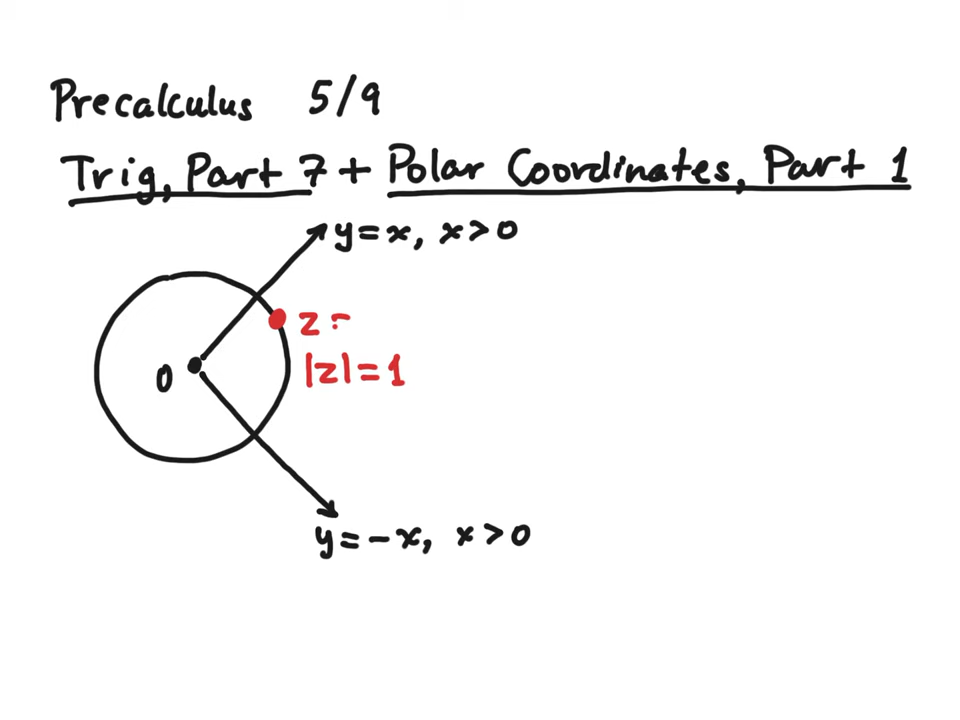 Precalculus 5/9
Trig, Part 7 + Polar Coordinates, Part 1
y=x, x>0
z =
|z|=1
0
y=-x, x>0